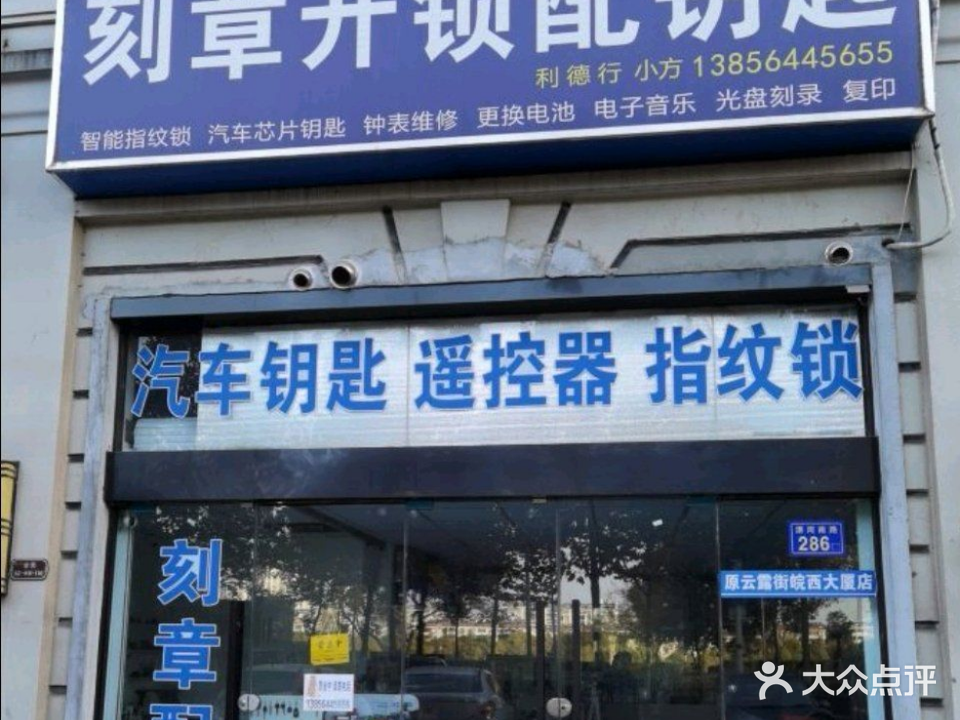 刻章开锁配钥匙
利德行 小方 13856445655
智能指纹锁 汽车芯片钥匙 钟表维修 更换电池 电子音乐 光盘刻录 复印
汽车钥匙 遥控器 指纹锁
286
原云露街皖西大厦店
刻章配
大众点评